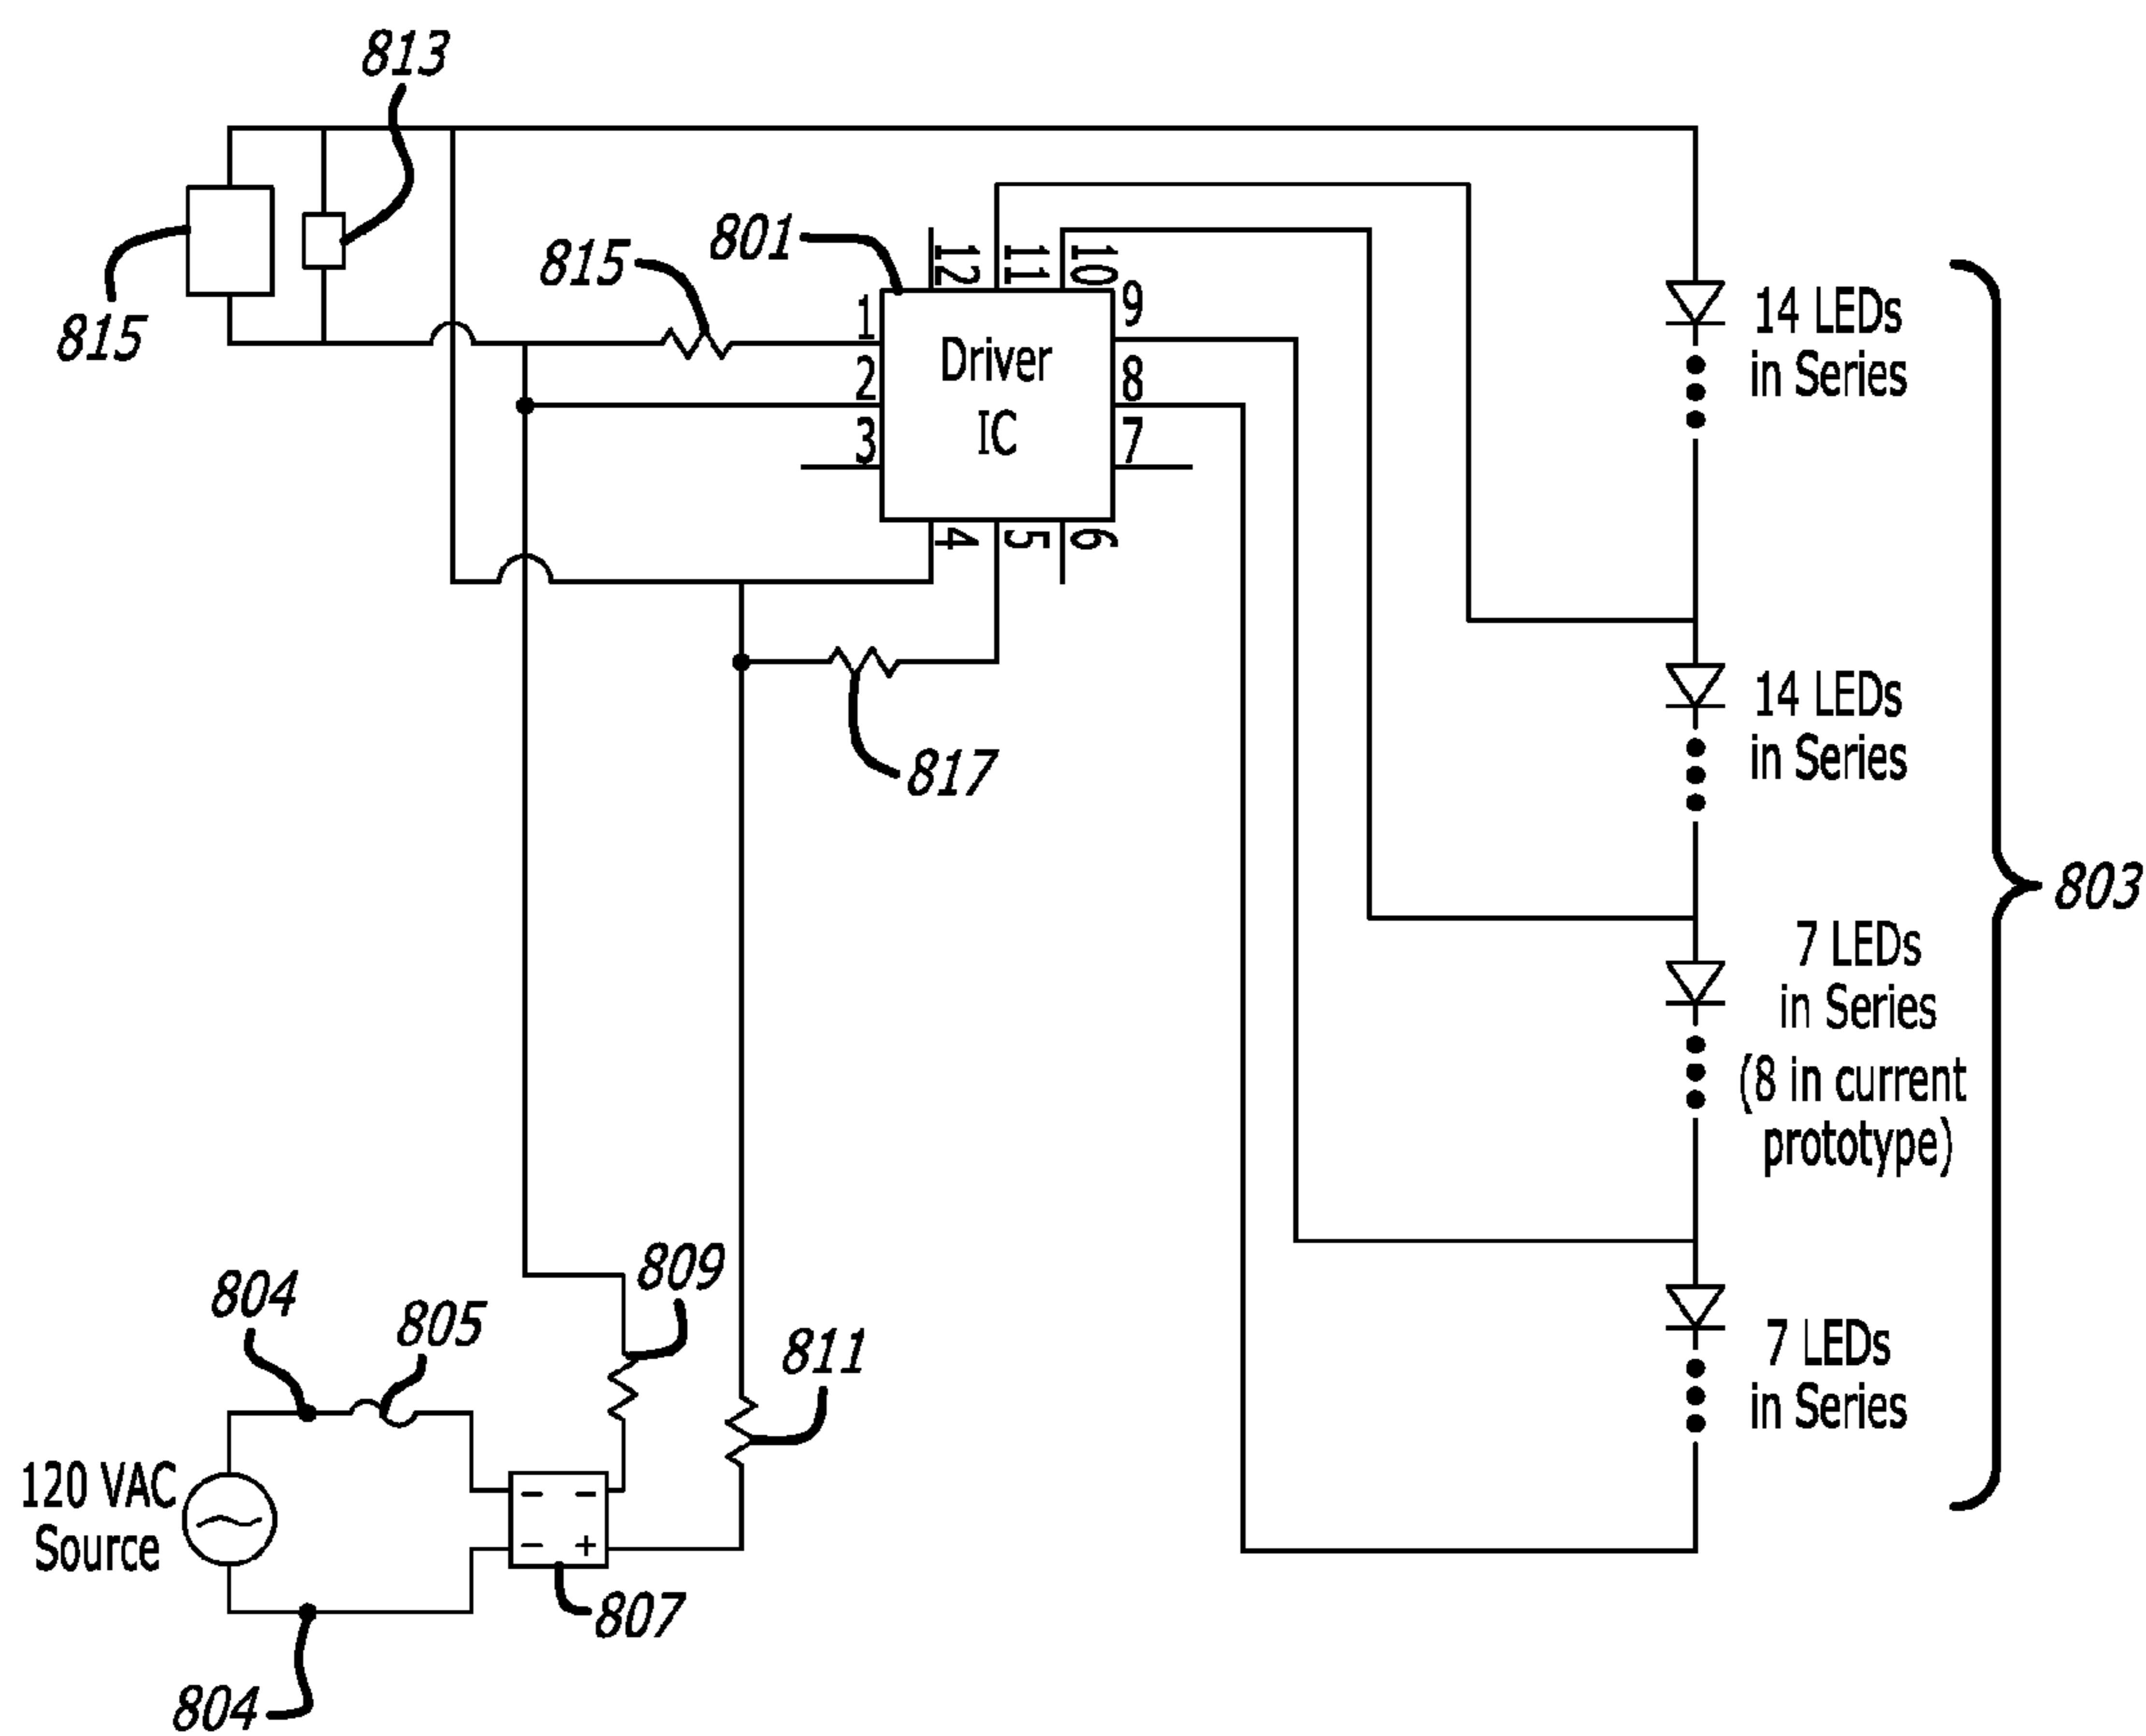 813
815
815
801
12
11
10
1
2
3
Driver
IC
9
8
7
4
5
6
817
14 LEDs
in Series
14 LEDs
in Series
7 LEDs
in Series
(8 in current
prototype)
7 LEDs
in Series
803
809
811
804
805
120 VAC
Source
- -
- +
807
804